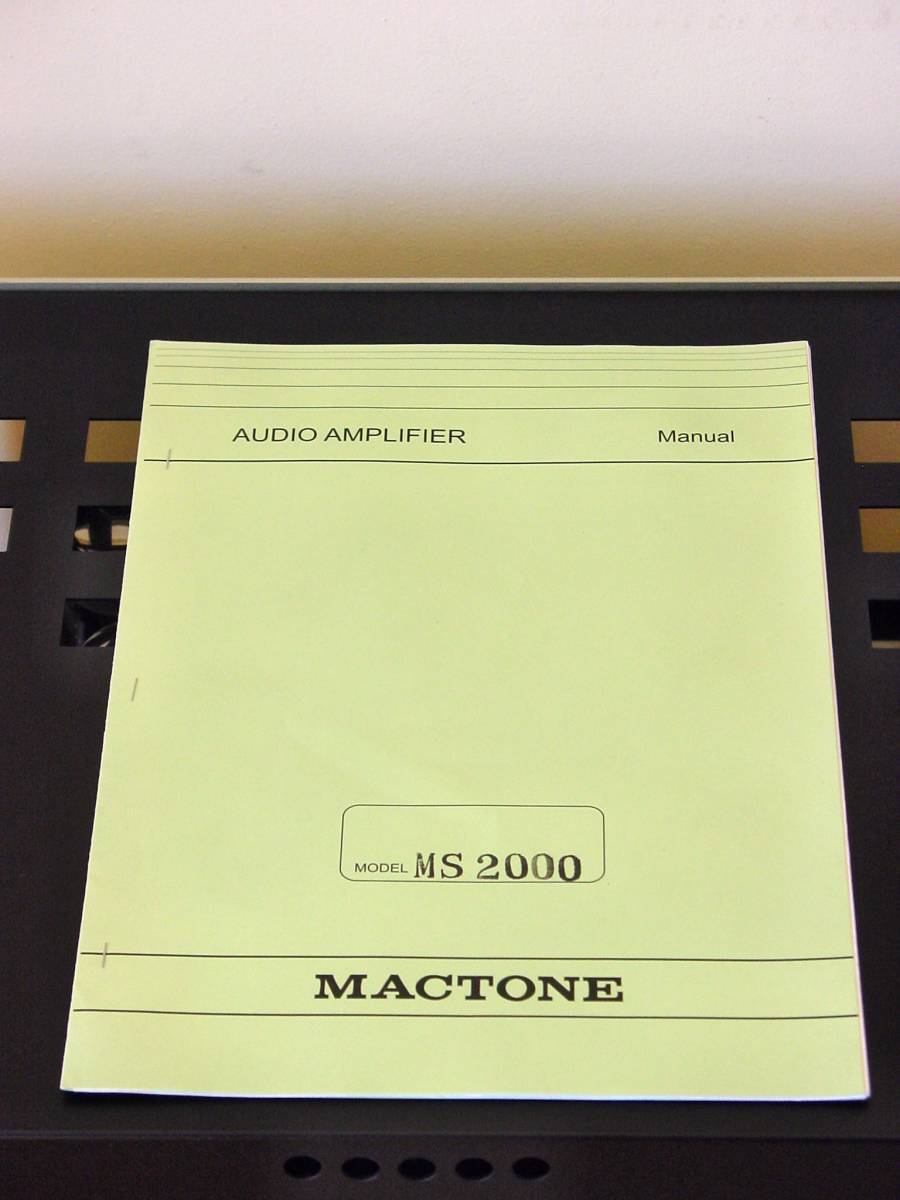 AUDIO AMPLIFIER Manual
MODEL MS 2000
MACTONE